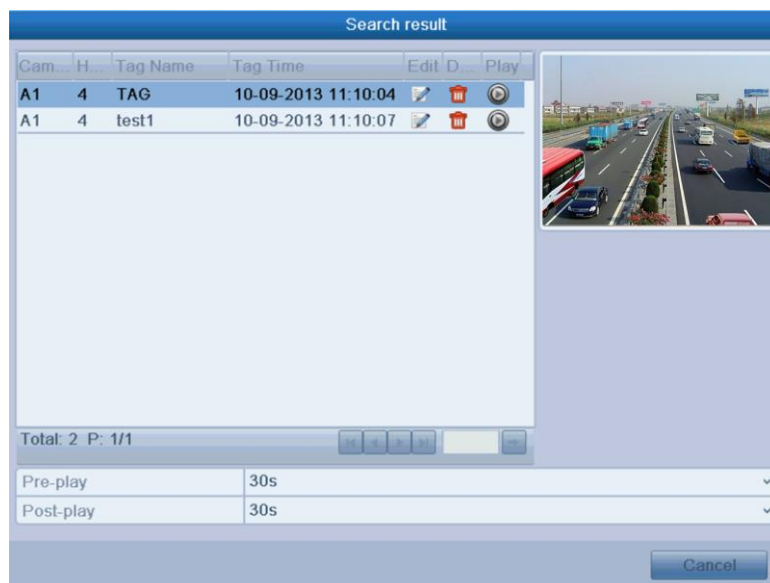 Search result
Cam... H... Tag Name Tag Time Edit D... Play
A1 4 TAG 10-09-2013 11:10:04
A1 4 test1 10-09-2013 11:10:07
Total: 2 P: 1/1
Pre-play 30s
Post-play 30s
Cancel